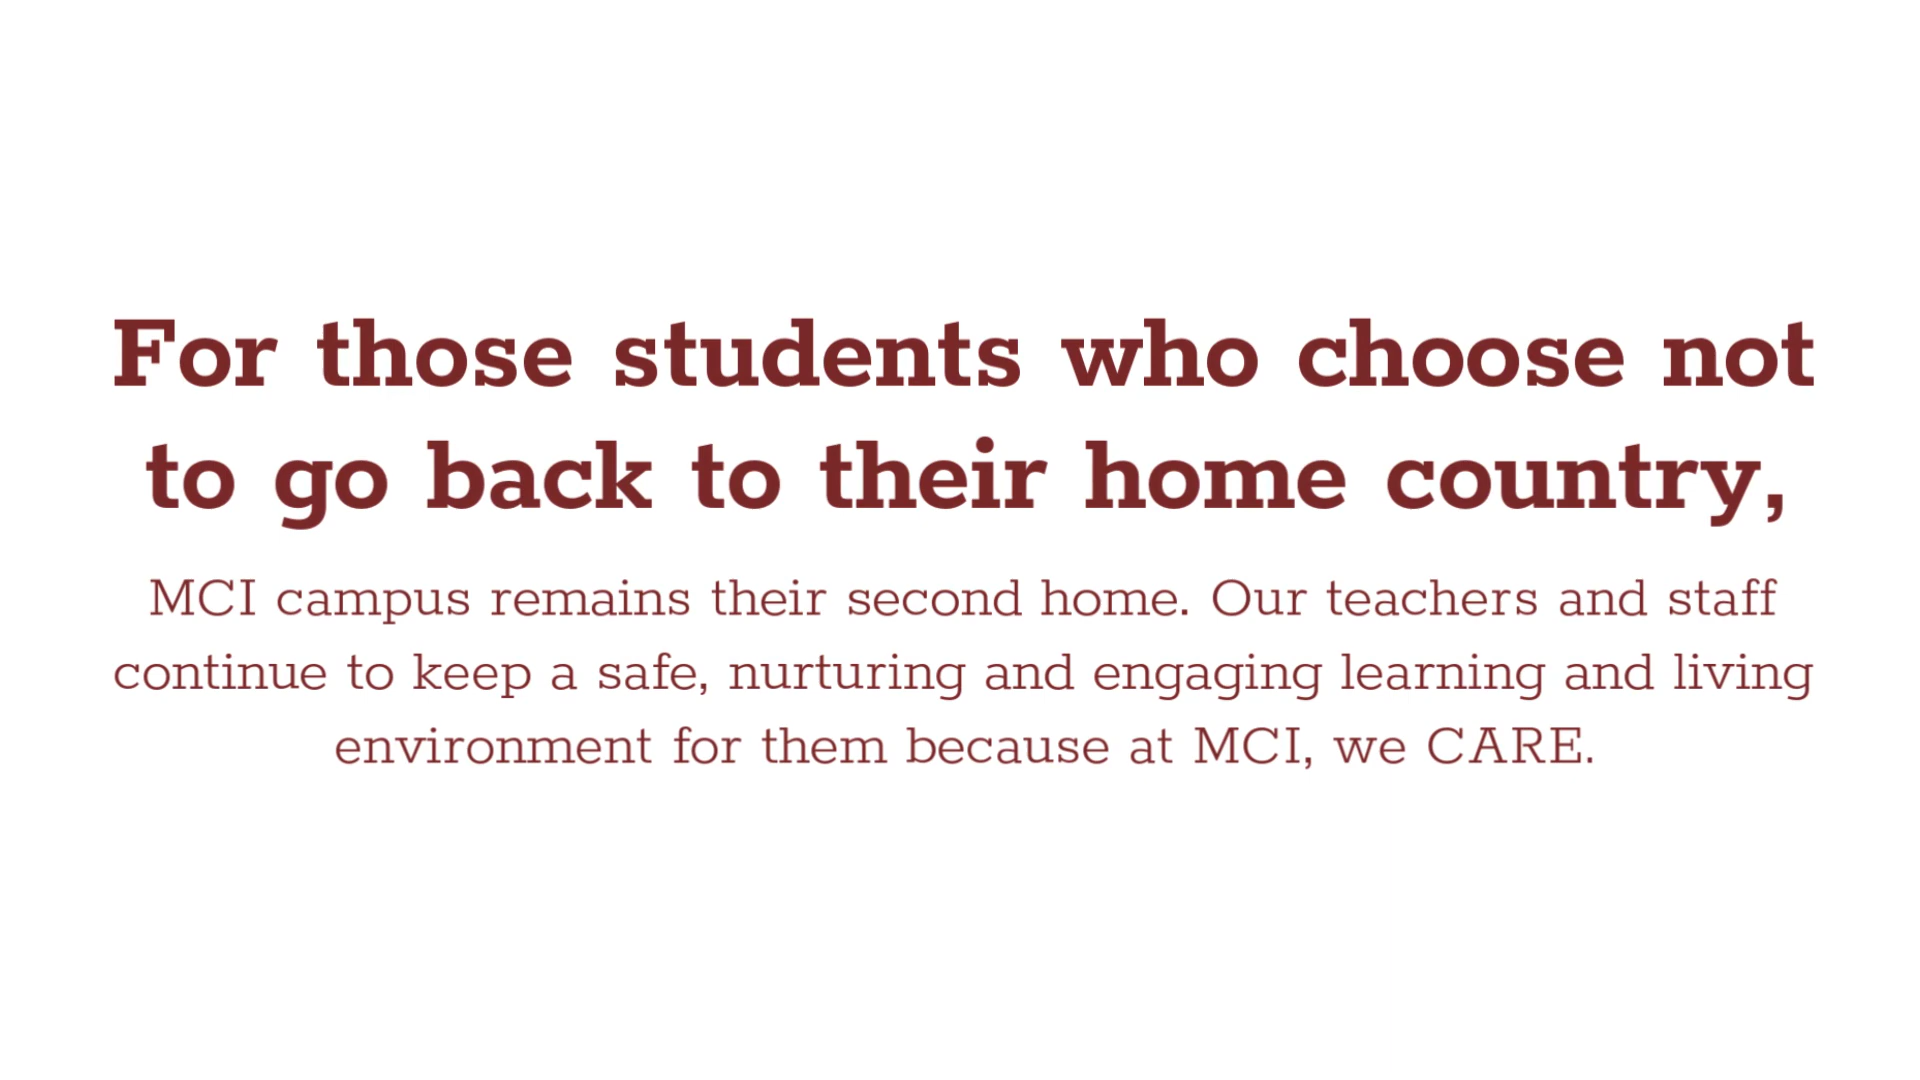 For those students who choose not
to go back to their home country,
MCI campus remains their second home. Our teachers and staff
continue to keep a safe, nurturing and engaging learning and living
environment for them because at MCI, we CARE.